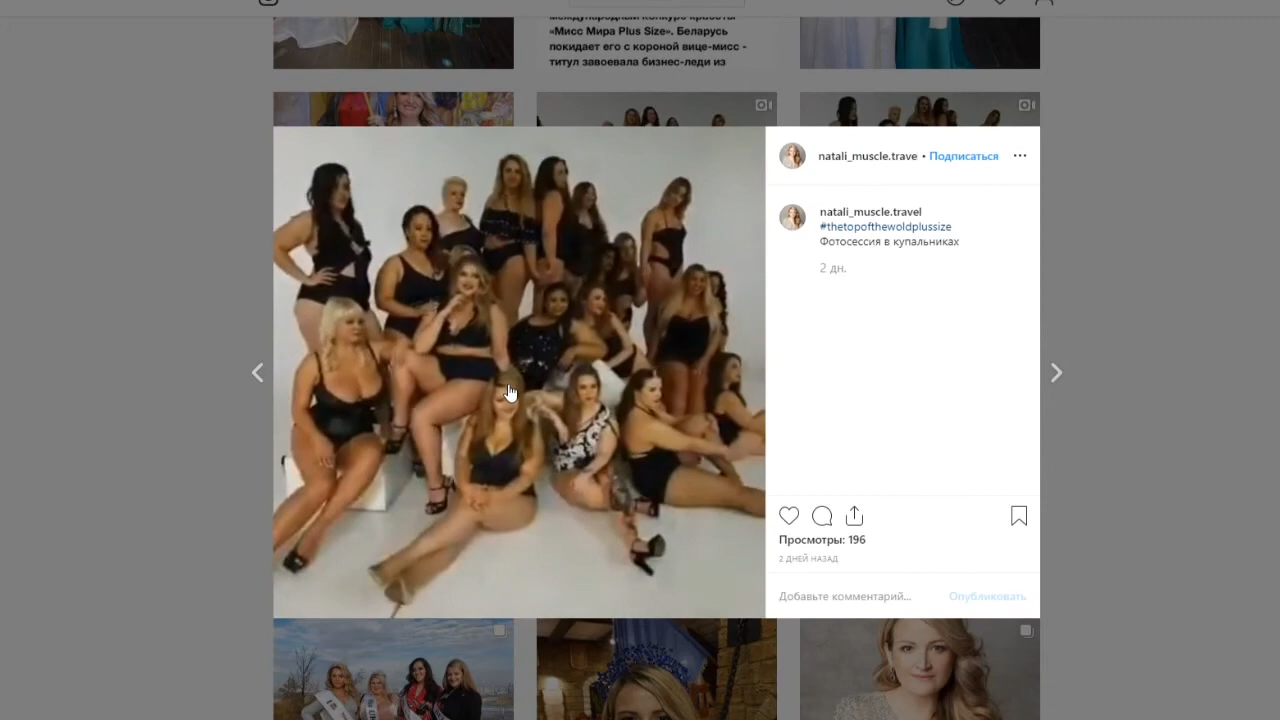 «Мисс Мира Plus Size». Беларусь
покидает его с короной вице-мисс -
титул завоевала бизнес-леди из
natali_muscle.trave • Подписаться
natali_muscle.travel
#thetopofthewoldplussize
Фотосессия в купальниках
2 дн.
Просмотры: 196
2 ДНЕЙ НАЗАД
Добавьте комментарий... Опубликовать